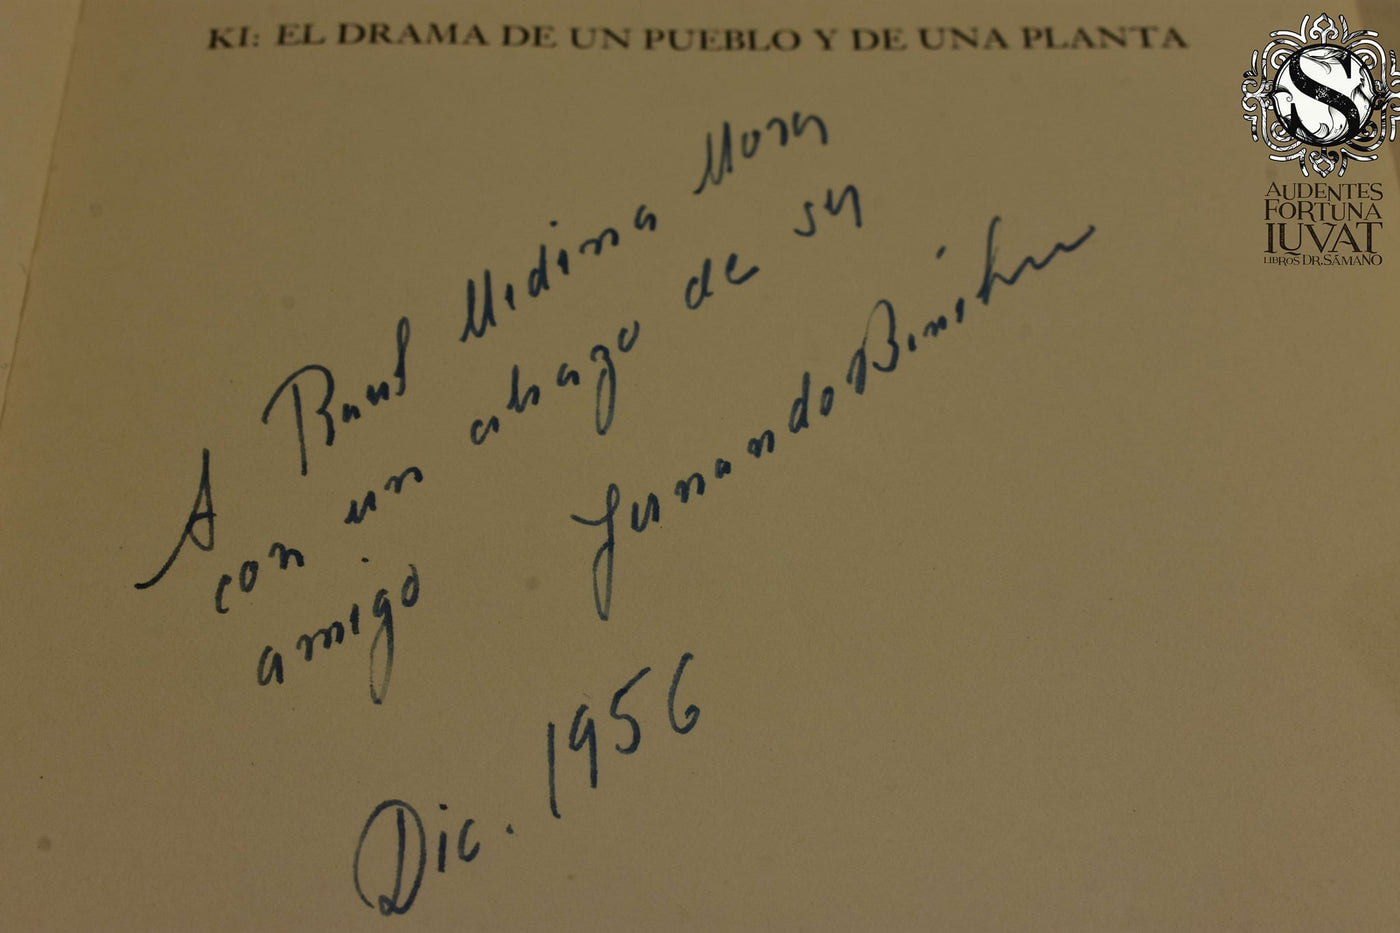 KI: EL DRAMA DE UN PUEBLO Y DE UNA PLANTA
A Raul Medina Mora
con un abrazo de su
amigo Fernando Benítez
Dic. 1956
S
AUDENTES
FORTUNA
IUVAT
LIBROS DR. SÁMANO